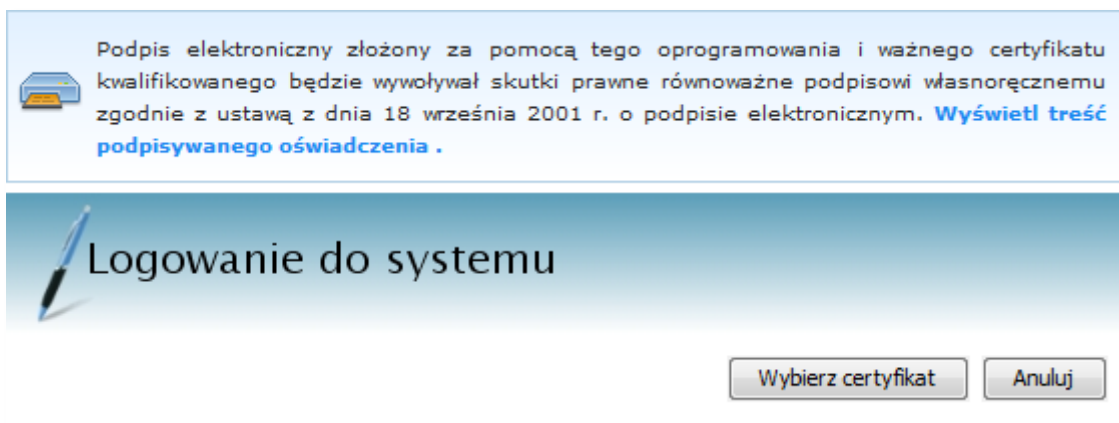 Podpis elektroniczny złożony za pomocą tego oprogramowania i ważnego certyfikatu
kwalifikowanego będzie wywoływał skutki prawne równoważne podpisowi własnoręcznemu
zgodnie z ustawą z dnia 18 września 2001 r. o podpisie elektronicznym. Wyświetl treść
podpisywanego oświadczenia .
Logowanie do systemu
Wybierz certyfikat
Anuluj